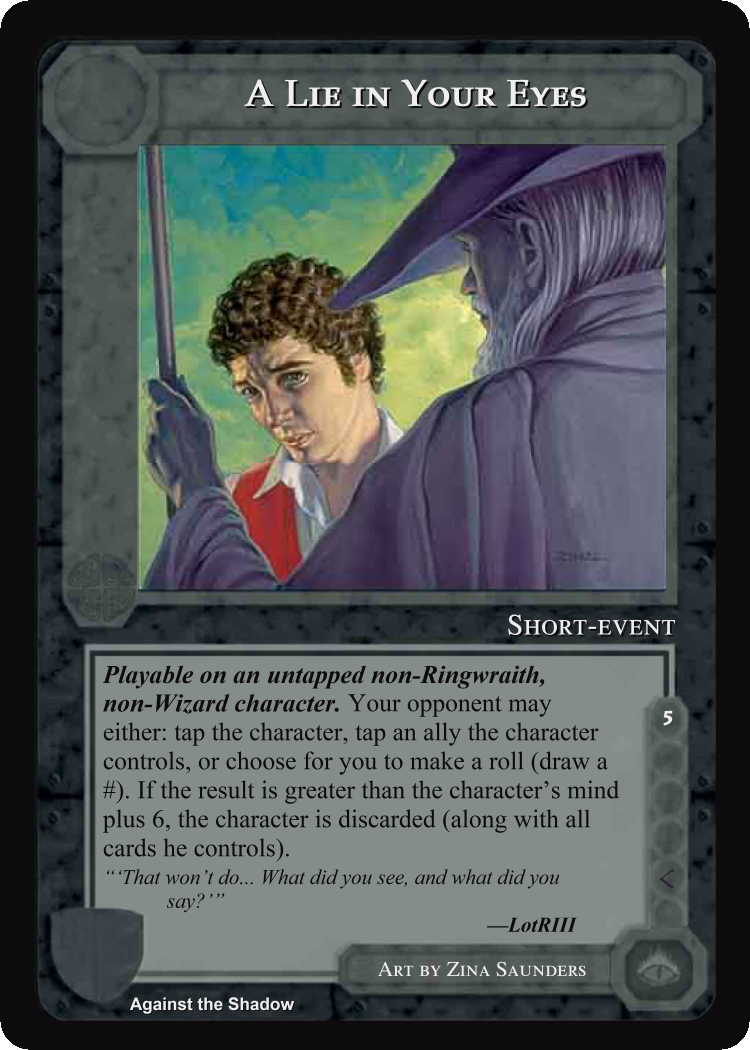 A Lie in Your Eyes
Short-event
Playable on an untapped non-Ringwraith,
non-Wizard character. Your opponent may
either: tap the character, tap an ally the character
controls, or choose for you to make a roll (draw a
#). If the result is greater than the character’s mind
plus 6, the character is discarded (along with all
cards he controls).
5
“‘That won’t do... What did you see, and what did you
say?’”
—LotRIII
<
Art by Zina Saunders
Against the Shadow